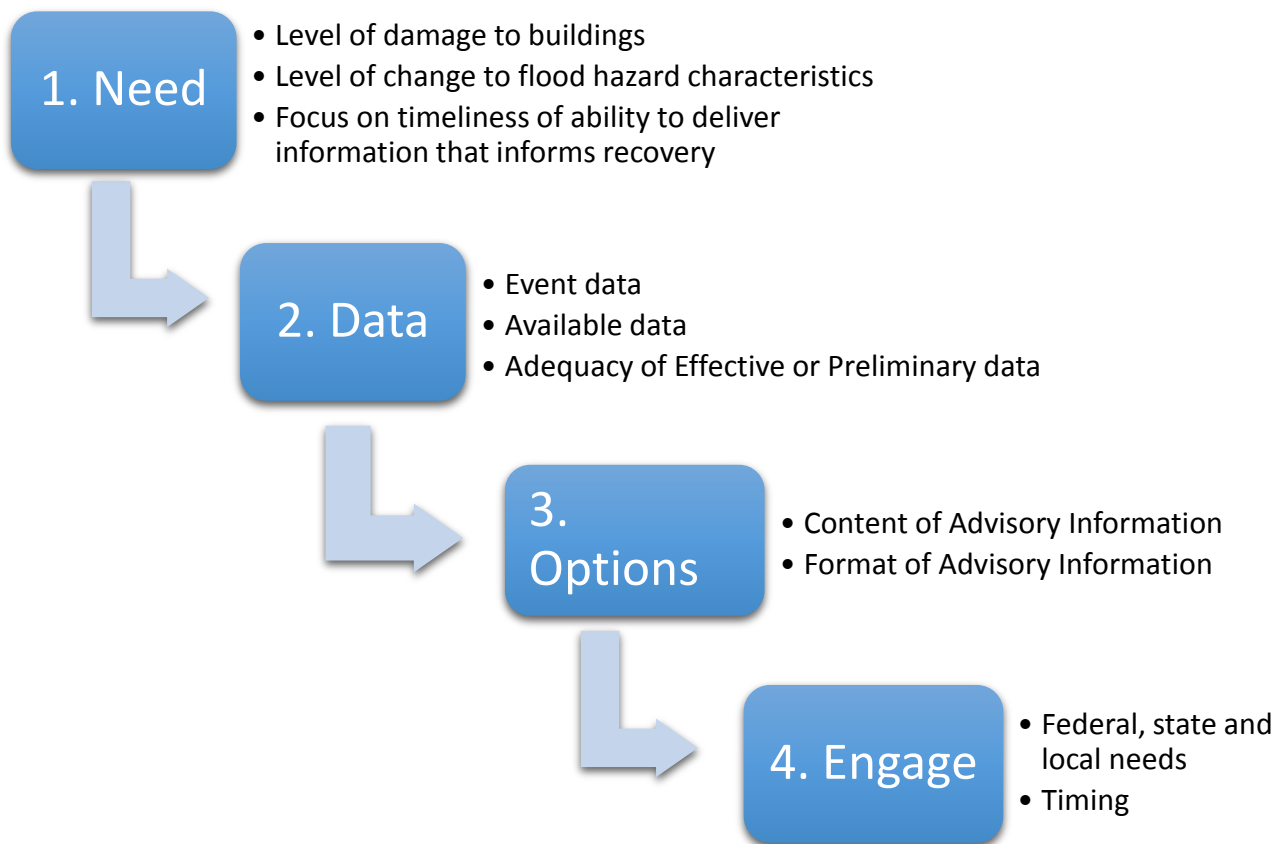 1. Need
• Level of damage to buildings
• Level of change to flood hazard characteristics
• Focus on timeliness of ability to deliver
information that informs recovery
2. Data
• Event data
• Available data
• Adequacy of Effective or Preliminary data
3.
Options
• Content of Advisory Information
• Format of Advisory Information
4. Engage
• Federal, state and
local needs
• Timing